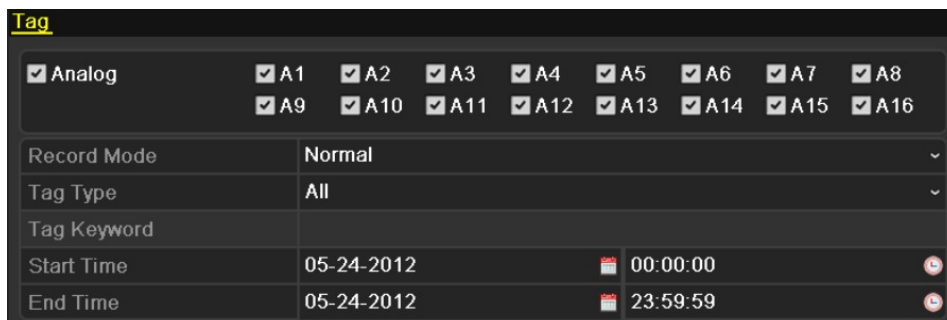 Tag
Analog A1 A2 A3 A4 A5 A6 A7 A8
A9 A10 A11 A12 A13 A14 A15 A16
Record Mode Normal
Tag Type All
Tag Keyword
Start Time 05-24-2012 00:00:00
End Time 05-24-2012 23:59:59